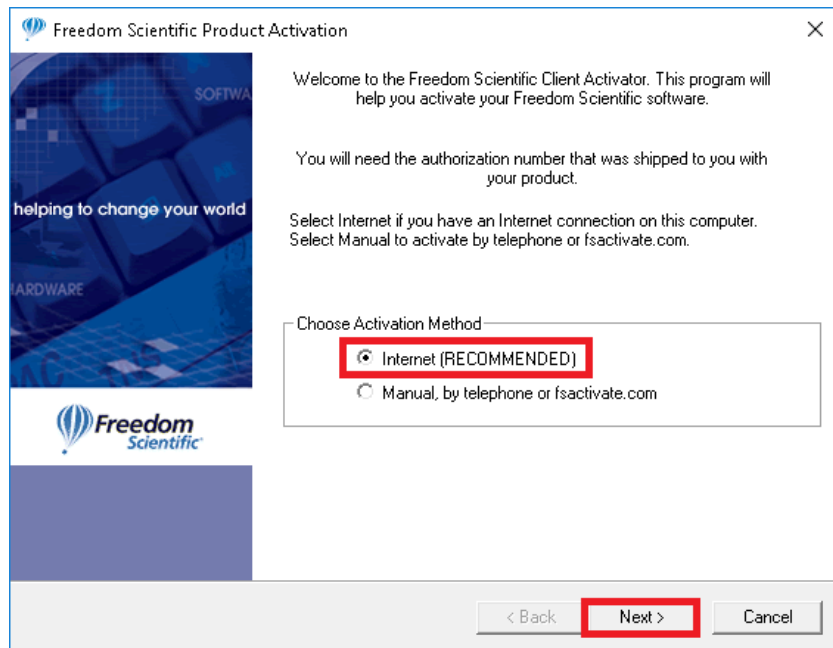 Freedom Scientific Product Activation
SOFTWA
helping to change your world
ARDWARE
Freedom
Scientific
Welcome to the Freedom Scientific Client Activator. This program will
help you activate your Freedom Scientific software.
You will need the authorization number that was shipped to you with
your product.
Select Internet if you have an Internet connection on this computer.
Select Manual to activate by telephone or fsactivate.com.
Choose Activation Method
Internet (RECOMMENDED)
Manual, by telephone or fsactivate.com
< Back
Next >
Cancel